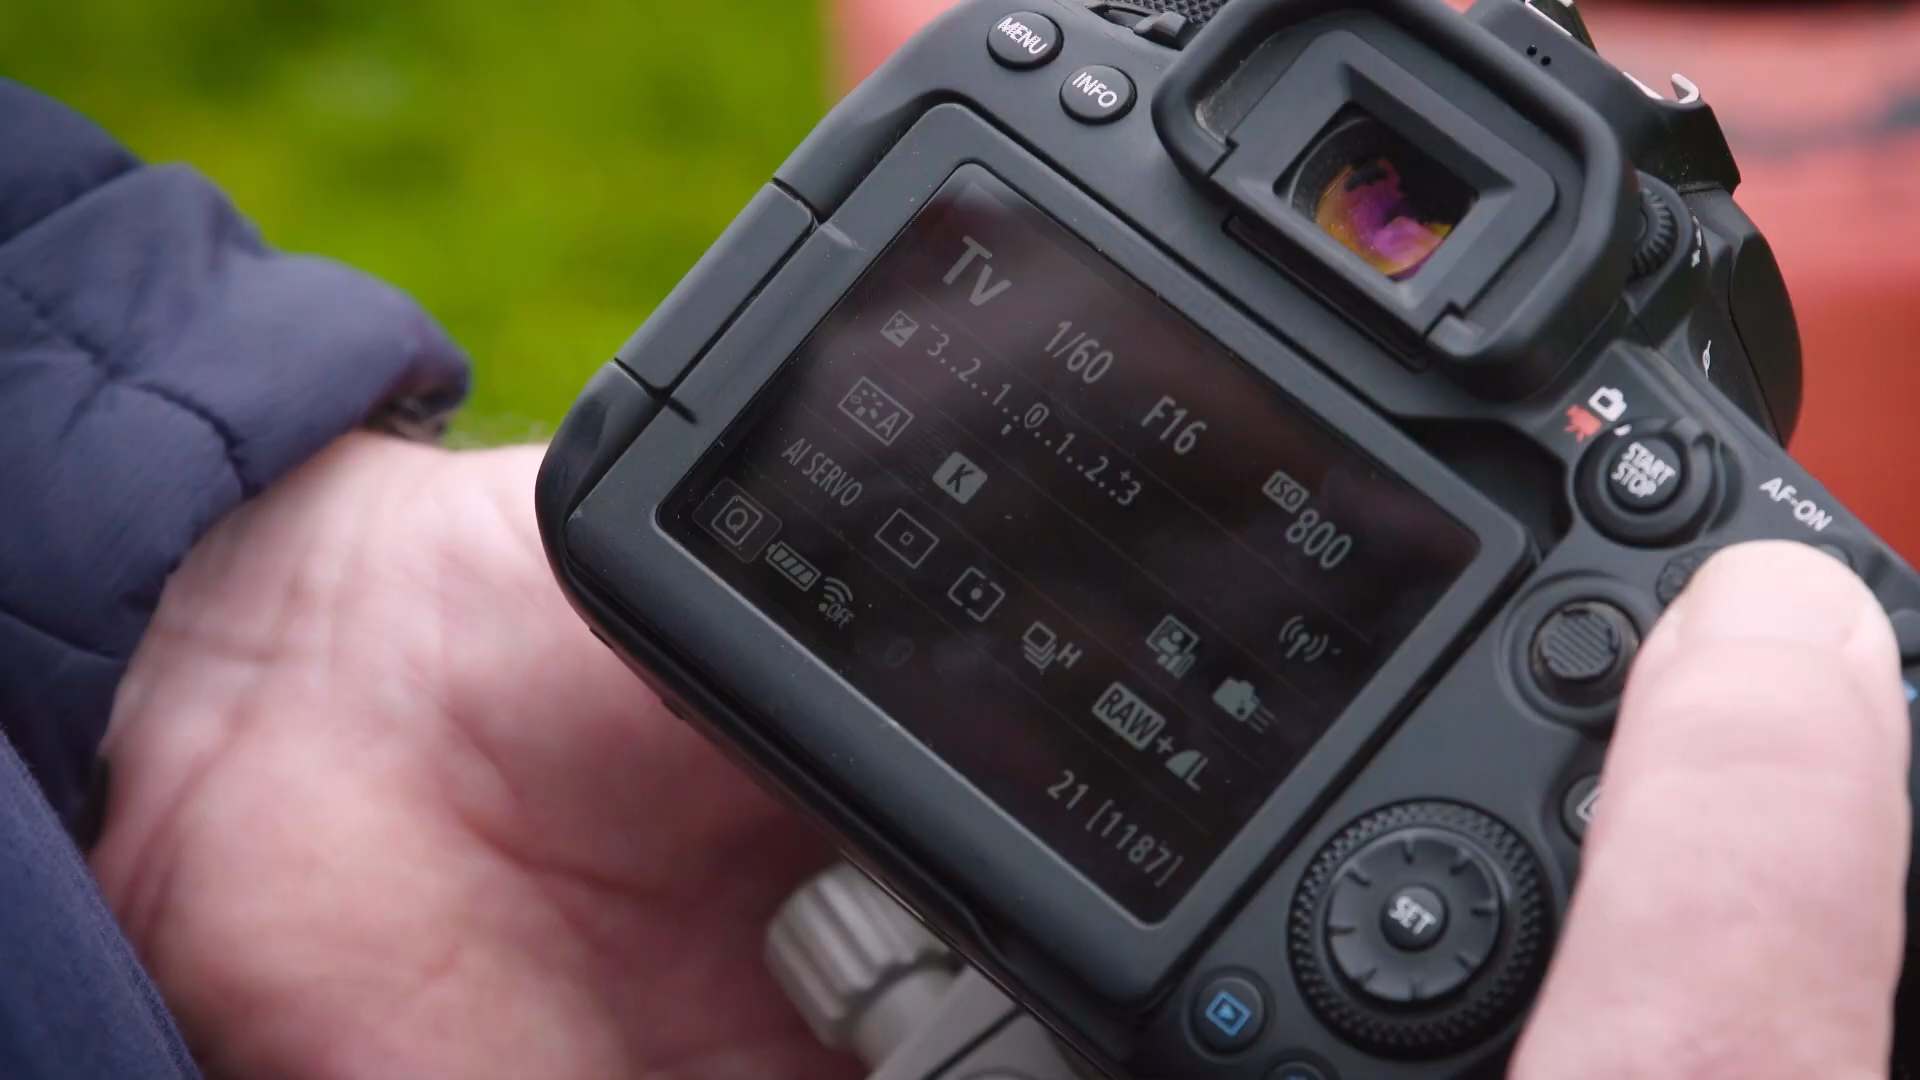 MENU
INFO
Tv
1/60
F16
ISO
800
-3..2..1..0..1..2..+3
A
K
AI SERVO
Q
OFF
H
RAW+L
21 [1187]
START
STOP
AF-ON
SET